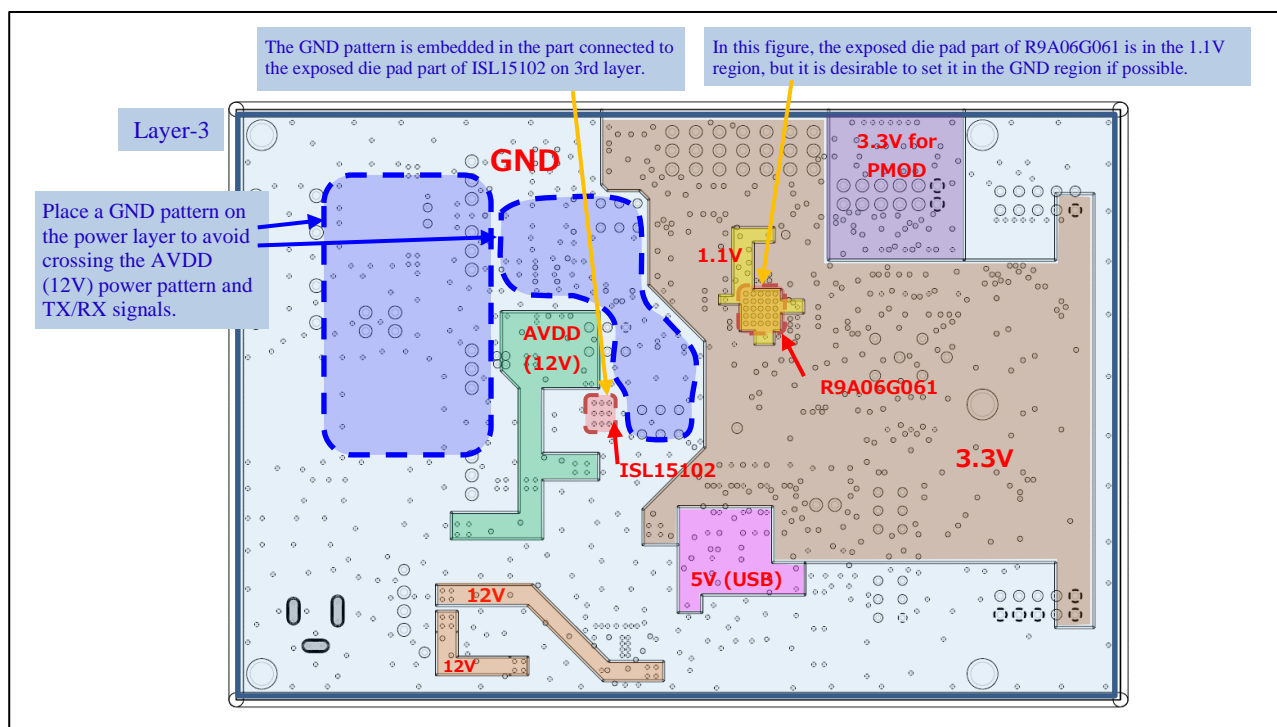 The GND pattern is embedded in the part connected to
the exposed die pad part of ISL15102 on 3rd layer.
In this figure, the exposed die pad part of R9A06G061 is in the 1.1V
region, but it is desirable to set it in the GND region if possible.
Layer-3
GND
3.3V for
PMOD
Place a GND pattern on
the power layer to avoid
crossing the AVDD
(12V) power pattern and
TX/RX signals.
1.1V
AVDD
(12V)
R9A06G061
ISL15102
3.3V
5V (USB)
12V
12V